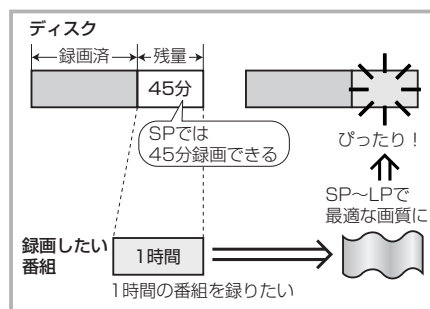 ディスク
録画済
残量
45分
SPでは
45分録画できる
ぴったり！
SP～LPで
最適な画質に
録画したい
番組
1時間
1時間の番組を録りたい